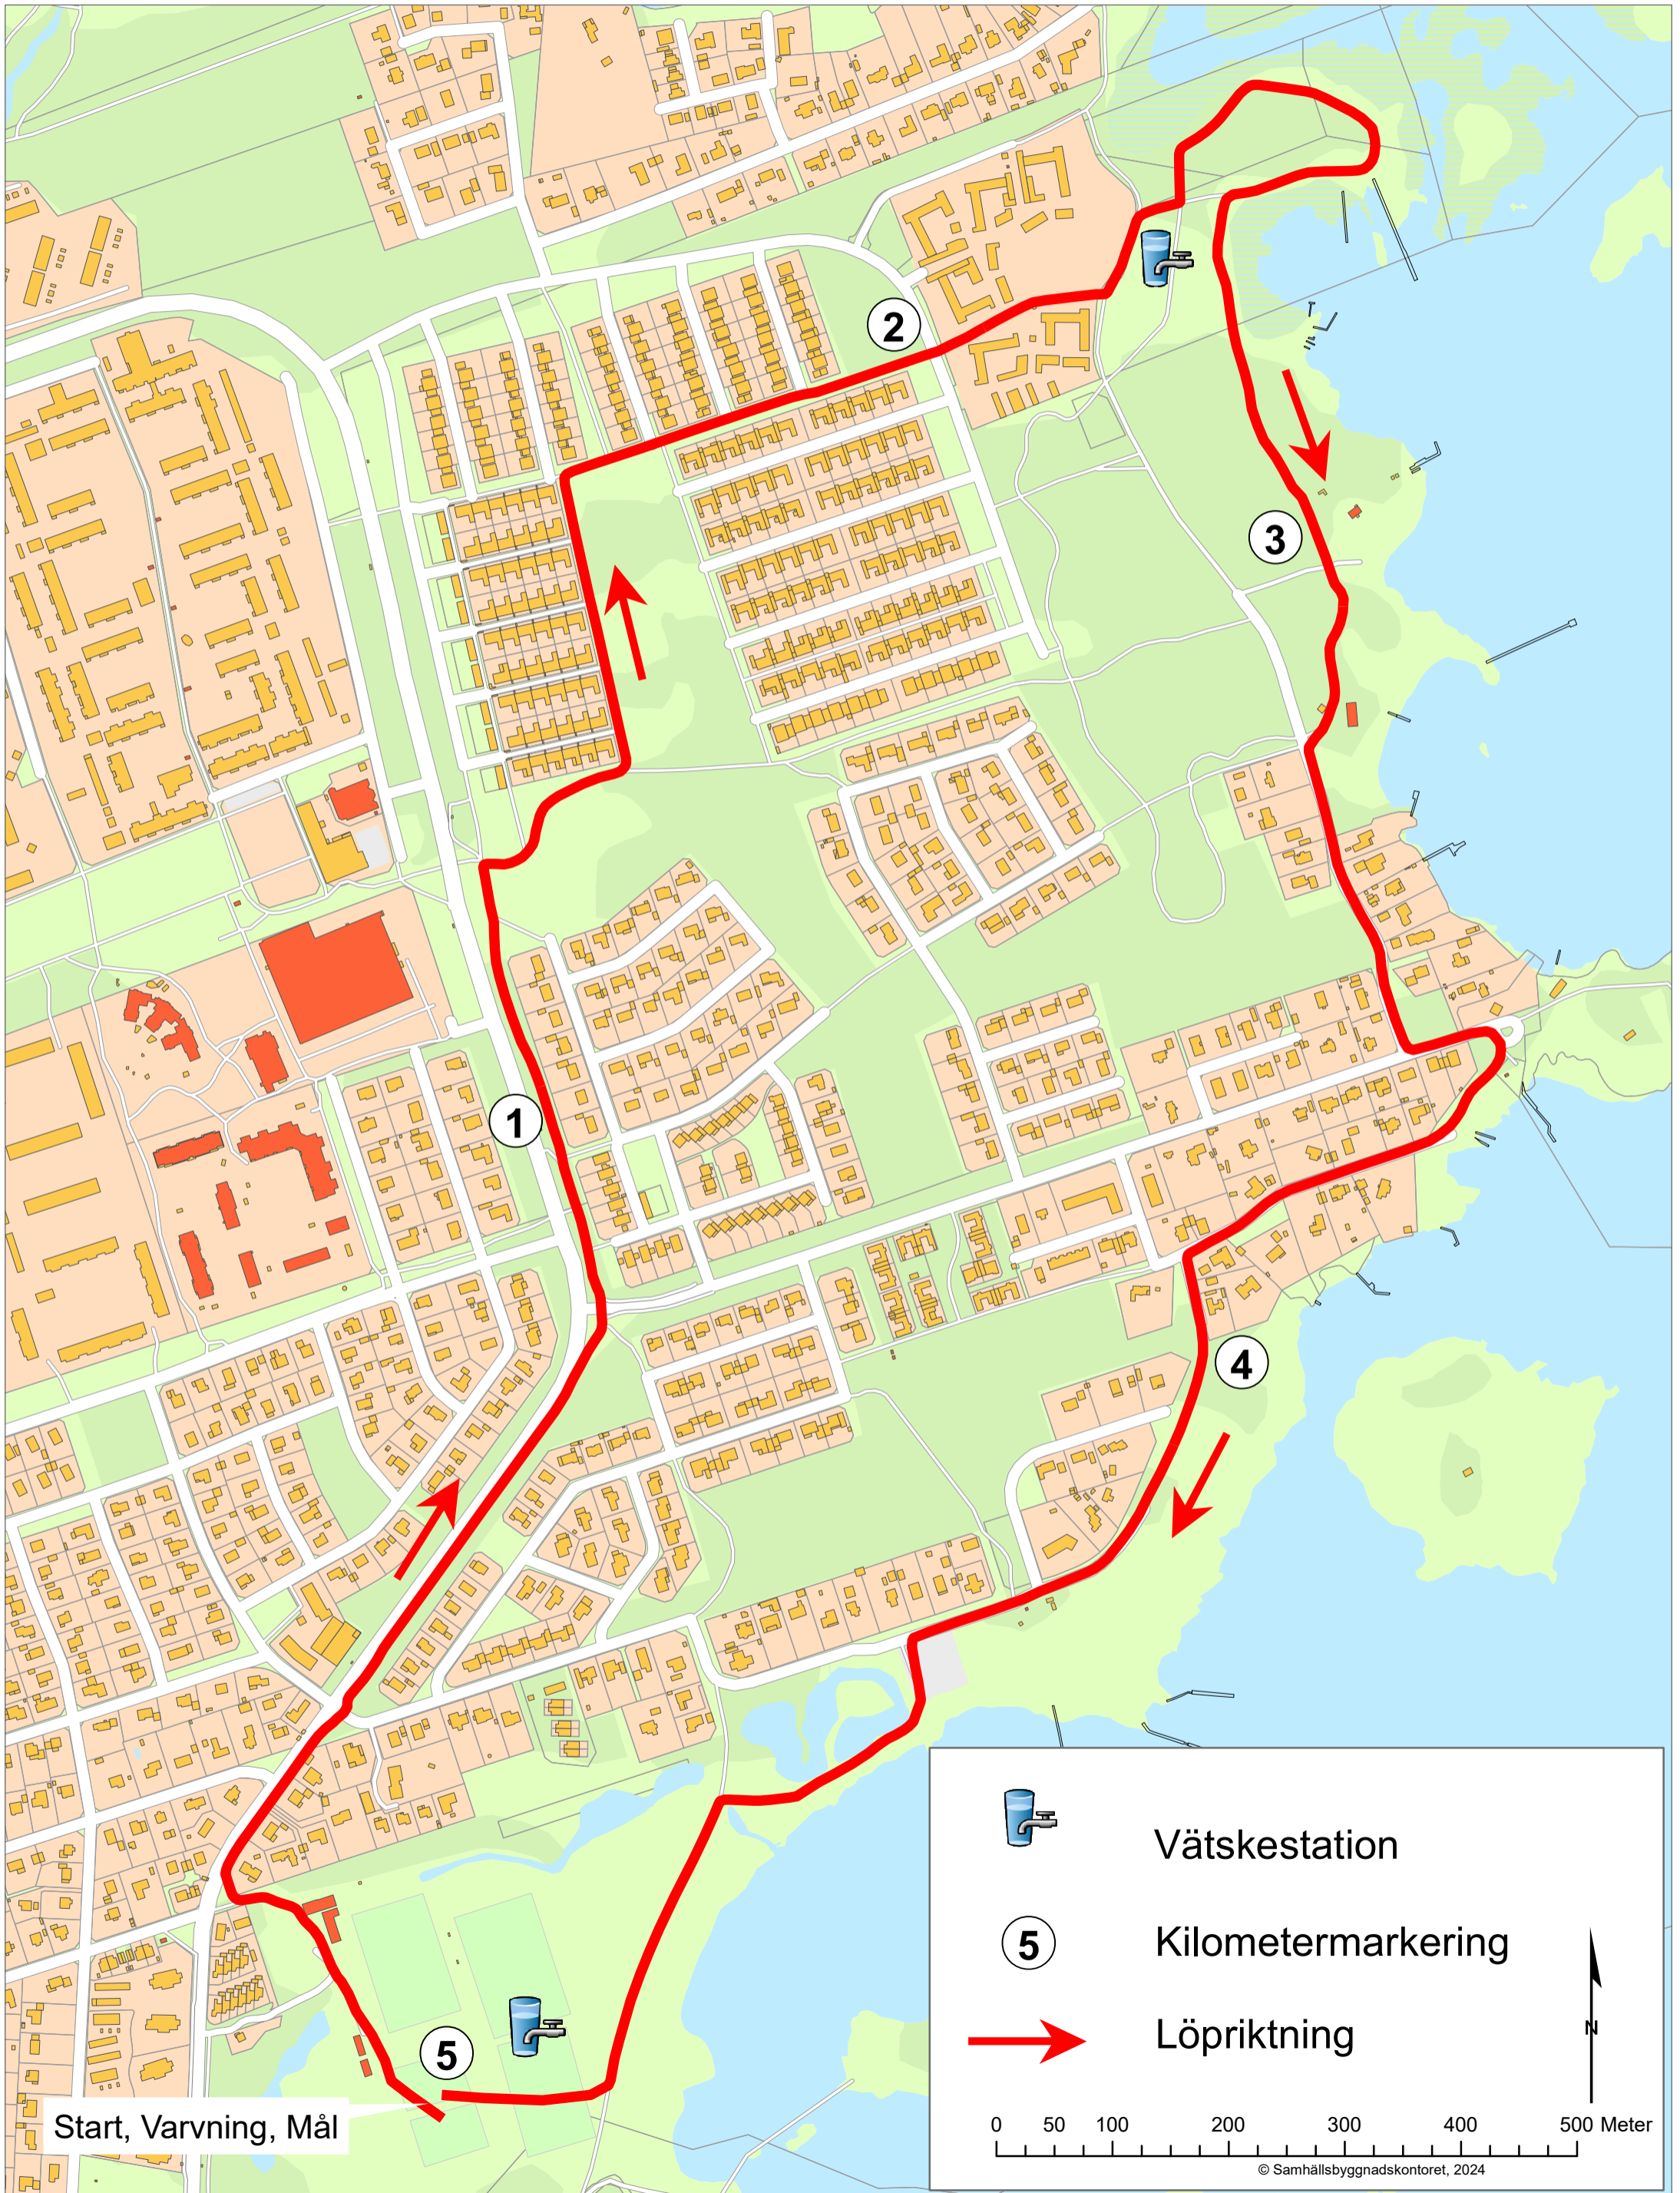 2
3
1
4
5
Start, Varvning, Mål
Vätskestation
5 Kilometermarkering
Löpriktning
N
0 50 100 200 300 400 500 Meter
© Samhällsbyggnadskontoret, 2024